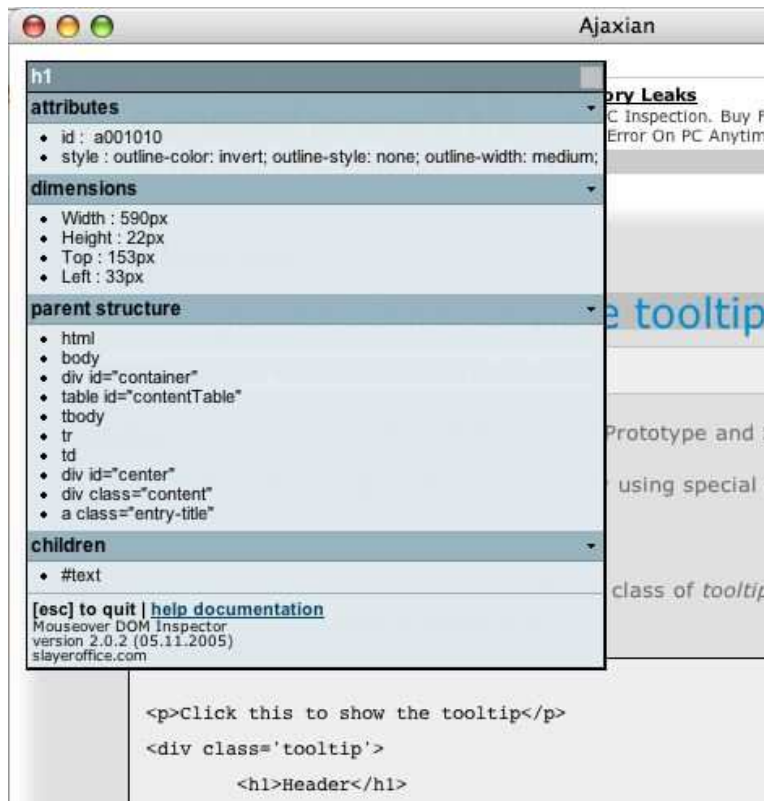 Ajaxian
h1
ory Leaks
C Inspection. Buy F
Error On PC Anytim
attributes
id : a001010
style : outline-color: invert; outline-style: none; outline-width: medium;
dimensions
Width : 590px
Height : 22px
Top : 153px
Left : 33px
parent structure
html
body
div id="container"
table id="contentTable"
tbody
tr
td
div id="center"
div class="content"
a class="entry-title"
children
#text
[esc] to quit | help documentation
Mouseover DOM Inspector
version 2.0.2 (05.11.2005)
slayeroffice.com
e tooltip
Prototype and
using special
class of tooltip
<p>Click this to show the tooltip</p>
<div class='tooltip'>
<h1>Header</h1>